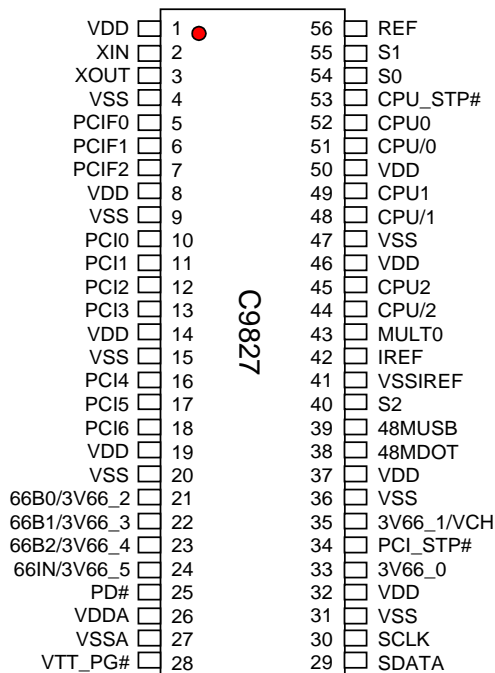 VDD 1 56 REF
XIN 2 55 S1
XOUT 3 54 S0
VSS 4 53 CPU_STP#
PCIF0 5 52 CPU0
PCIF1 6 51 CPU/0
PCIF2 7 50 VDD
VDD 8 49 CPU1
VSS 9 48 CPU/1
PCI0 10 47 VSS
PCI1 11 46 VDD
PCI2 12 45 CPU2
PCI3 13 44 CPU/2
VDD 14 43 MULT0
VSS 15 42 IREF
PCI4 16 41 VSSIREF
PCI5 17 40 S2
PCI6 18 39 48MUSB
VDD 19 38 48MDOT
VSS 20 37 VDD
66B0/3V66_2 21 36 VSS
66B1/3V66_3 22 35 3V66_1/VCH
66B2/3V66_4 23 34 PCI_STP#
66IN/3V66_5 24 33 3V66_0
PD# 25 32 VDD
VDDA 26 31 VSS
VSSA 27 30 SCLK
VTT_PG# 28 29 SDATA
C9827